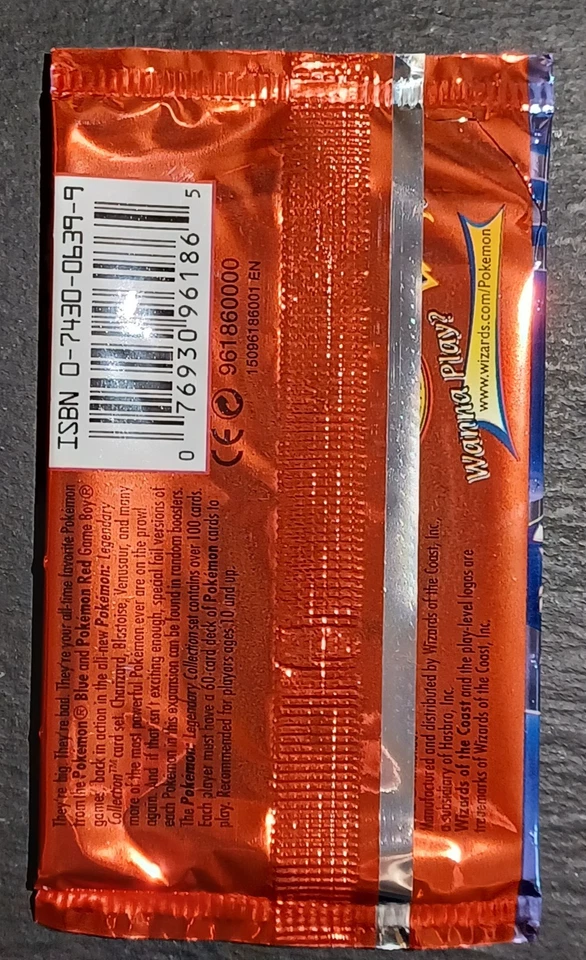 ISBN 0-7430-0639-9
0 76930 96186 5
CE 961860000
15096186001 EN
They're big. They're bad. They're your all-time favorite Pokémon
from the Pokémon® Blue and Pokémon Red Game Boy®
games, back in action in the all-new Pokémon: Legendary
Collection™ card set. Charizard, Blastoise, Venusaur, and many
more of the most powerful Pokémon ever are on the prowl
again. And if that isn't exciting enough, special foil versions of
each Pokémon in this expansion can be found in random boosters.
The Pokémon: Legendary Collection set contains over 100 cards.
Each player must have a 60-card deck of Pokémon cards to
play. Recommended for players ages 10 and up.
Wanna Play?
www.wizards.com/Pokemon
Manufactured and distributed by Wizards of the Coast, Inc.,
a subsidiary of Hasbro, Inc.
Wizards of the Coast and the play-level logos are
trademarks of Wizards of the Coast, Inc.